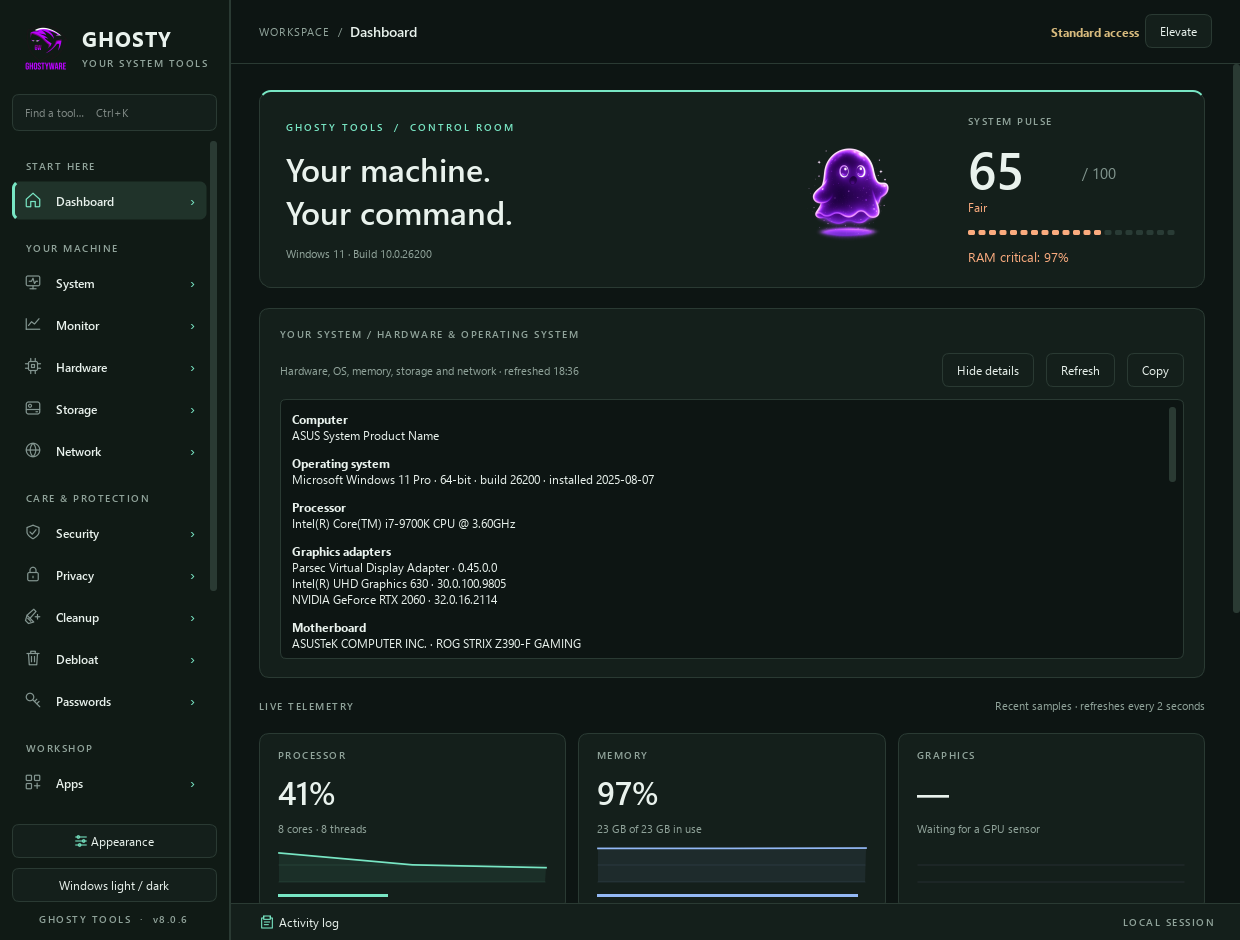 GHOSTYWARE
GHOSTY
YOUR SYSTEM TOOLS
Find a tool... Ctrl+K
START HERE
Dashboard
YOUR MACHINE
System
Monitor
Hardware
Storage
Network
CARE & PROTECTION
Security
Privacy
Cleanup
Debloat
Passwords
WORKSHOP
Apps
Appearance
Windows light / dark
GHOSTY TOOLS · v8.0.6
WORKSPACE / Dashboard
Standard access
Elevate
GHOSTY TOOLS / CONTROL ROOM
Your machine.
Your command.
Windows 11 · Build 10.0.26200
SYSTEM PULSE
65 / 100
Fair
RAM critical: 97%
YOUR SYSTEM / HARDWARE & OPERATING SYSTEM
Hardware, OS, memory, storage and network · refreshed 18:36
Hide details
Refresh
Copy
Computer
ASUS System Product Name
Operating system
Microsoft Windows 11 Pro · 64-bit · build 26200 · installed 2025-08-07
Processor
Intel(R) Core(TM) i7-9700K CPU @ 3.60GHz
Graphics adapters
Parsec Virtual Display Adapter · 0.45.0.0
Intel(R) UHD Graphics 630 · 30.0.100.9805
NVIDIA GeForce RTX 2060 · 32.0.16.2114
Motherboard
ASUSTeK COMPUTER INC. · ROG STRIX Z390-F GAMING
LIVE TELEMETRY
Recent samples · refreshes every 2 seconds
PROCESSOR
41%
8 cores · 8 threads
MEMORY
97%
23 GB of 23 GB in use
GRAPHICS
—
Waiting for a GPU sensor
Activity log
LOCAL SESSION